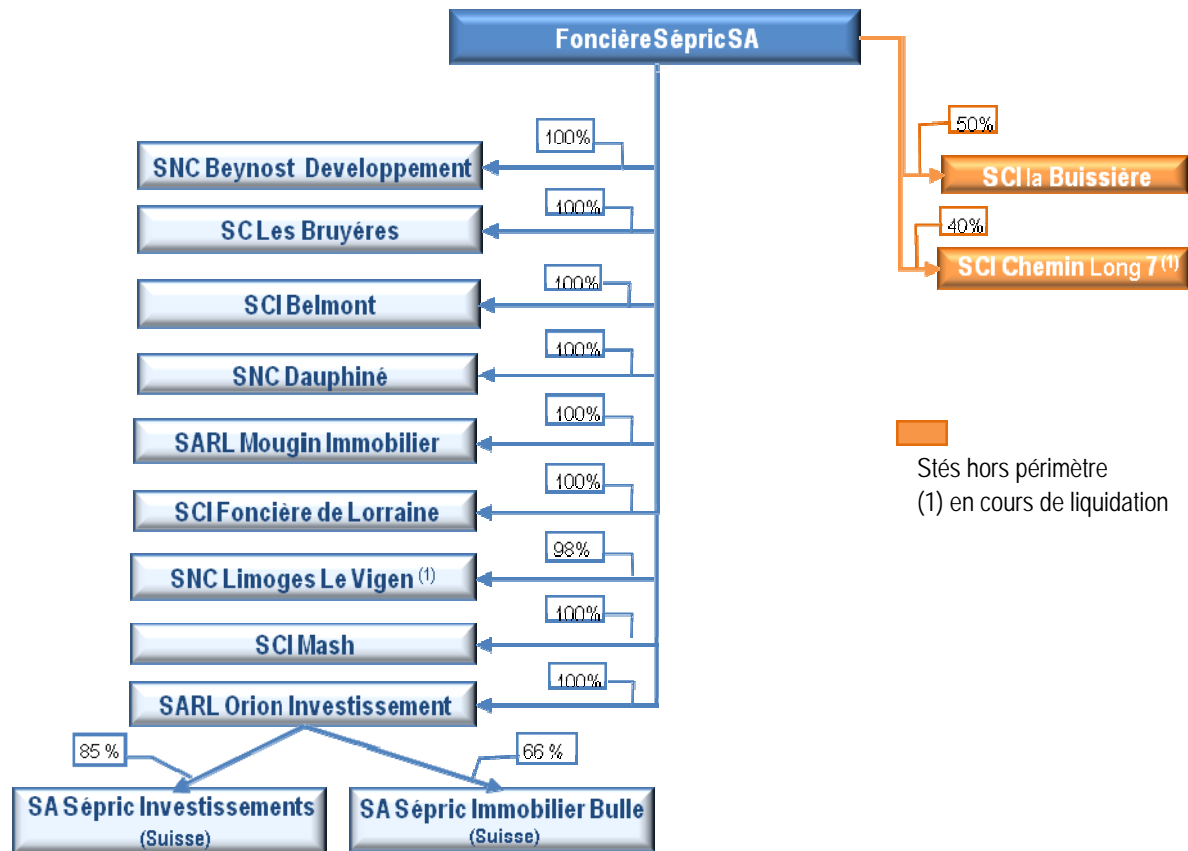 Foncière Sépric SA
50%
100%
SNC Beynost Developpement
SCI la Buissière
100%
SC Les Bruyéres
40%
SCI Chemin Long 7 (1)
100%
SCI Belmont
100%
SNC Dauphiné
100%
SARL Mougin Immobilier
Stés hors périmètre
(1) en cours de liquidation
100%
SCI Foncière de Lorraine
98%
SNC Limoges Le Vigen (1)
100%
SCI Mash
100%
SARL Orion Investissement
85 %
66 %
SA Sépric Investissements
(Suisse)
SA Sépric Immobilier Bulle
(Suisse)